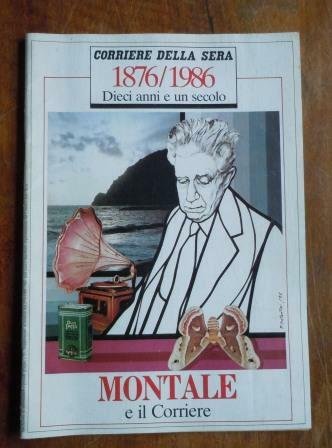 CORRIERE DELLA SERA
1876/1986
Dieci anni e un secolo
MONTALE
e il Corriere